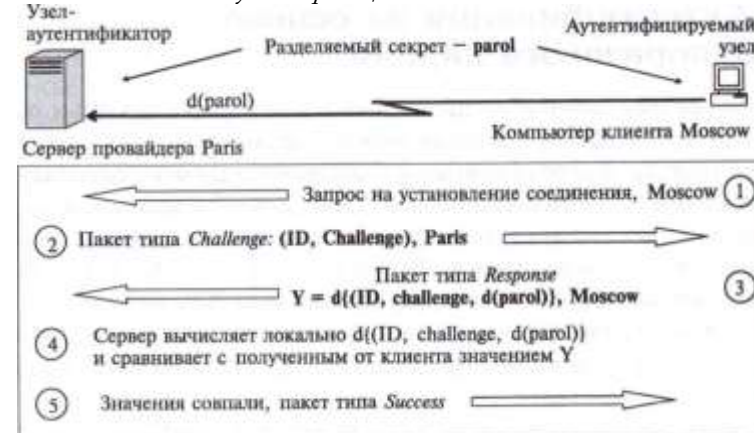 Узел-
аутентификатор
Аутентифицируемый
узел
Разделяемый секрет – parol
d(parol)
Компьютер клиента Moscow
Сервер провайдера Paris
Запрос на установление соединения, Moscow 1
2 Пакет типа Challenge: (ID, Challenge), Paris
Пакет типа Response
Y = d{(ID, challenge, d(parol)}, Moscow 3
4 Сервер вычисляет локально d{(ID, challenge, d(parol)}
и сравнивает с полученным от клиента значением Y
5 Значения совпали, пакет типа Success